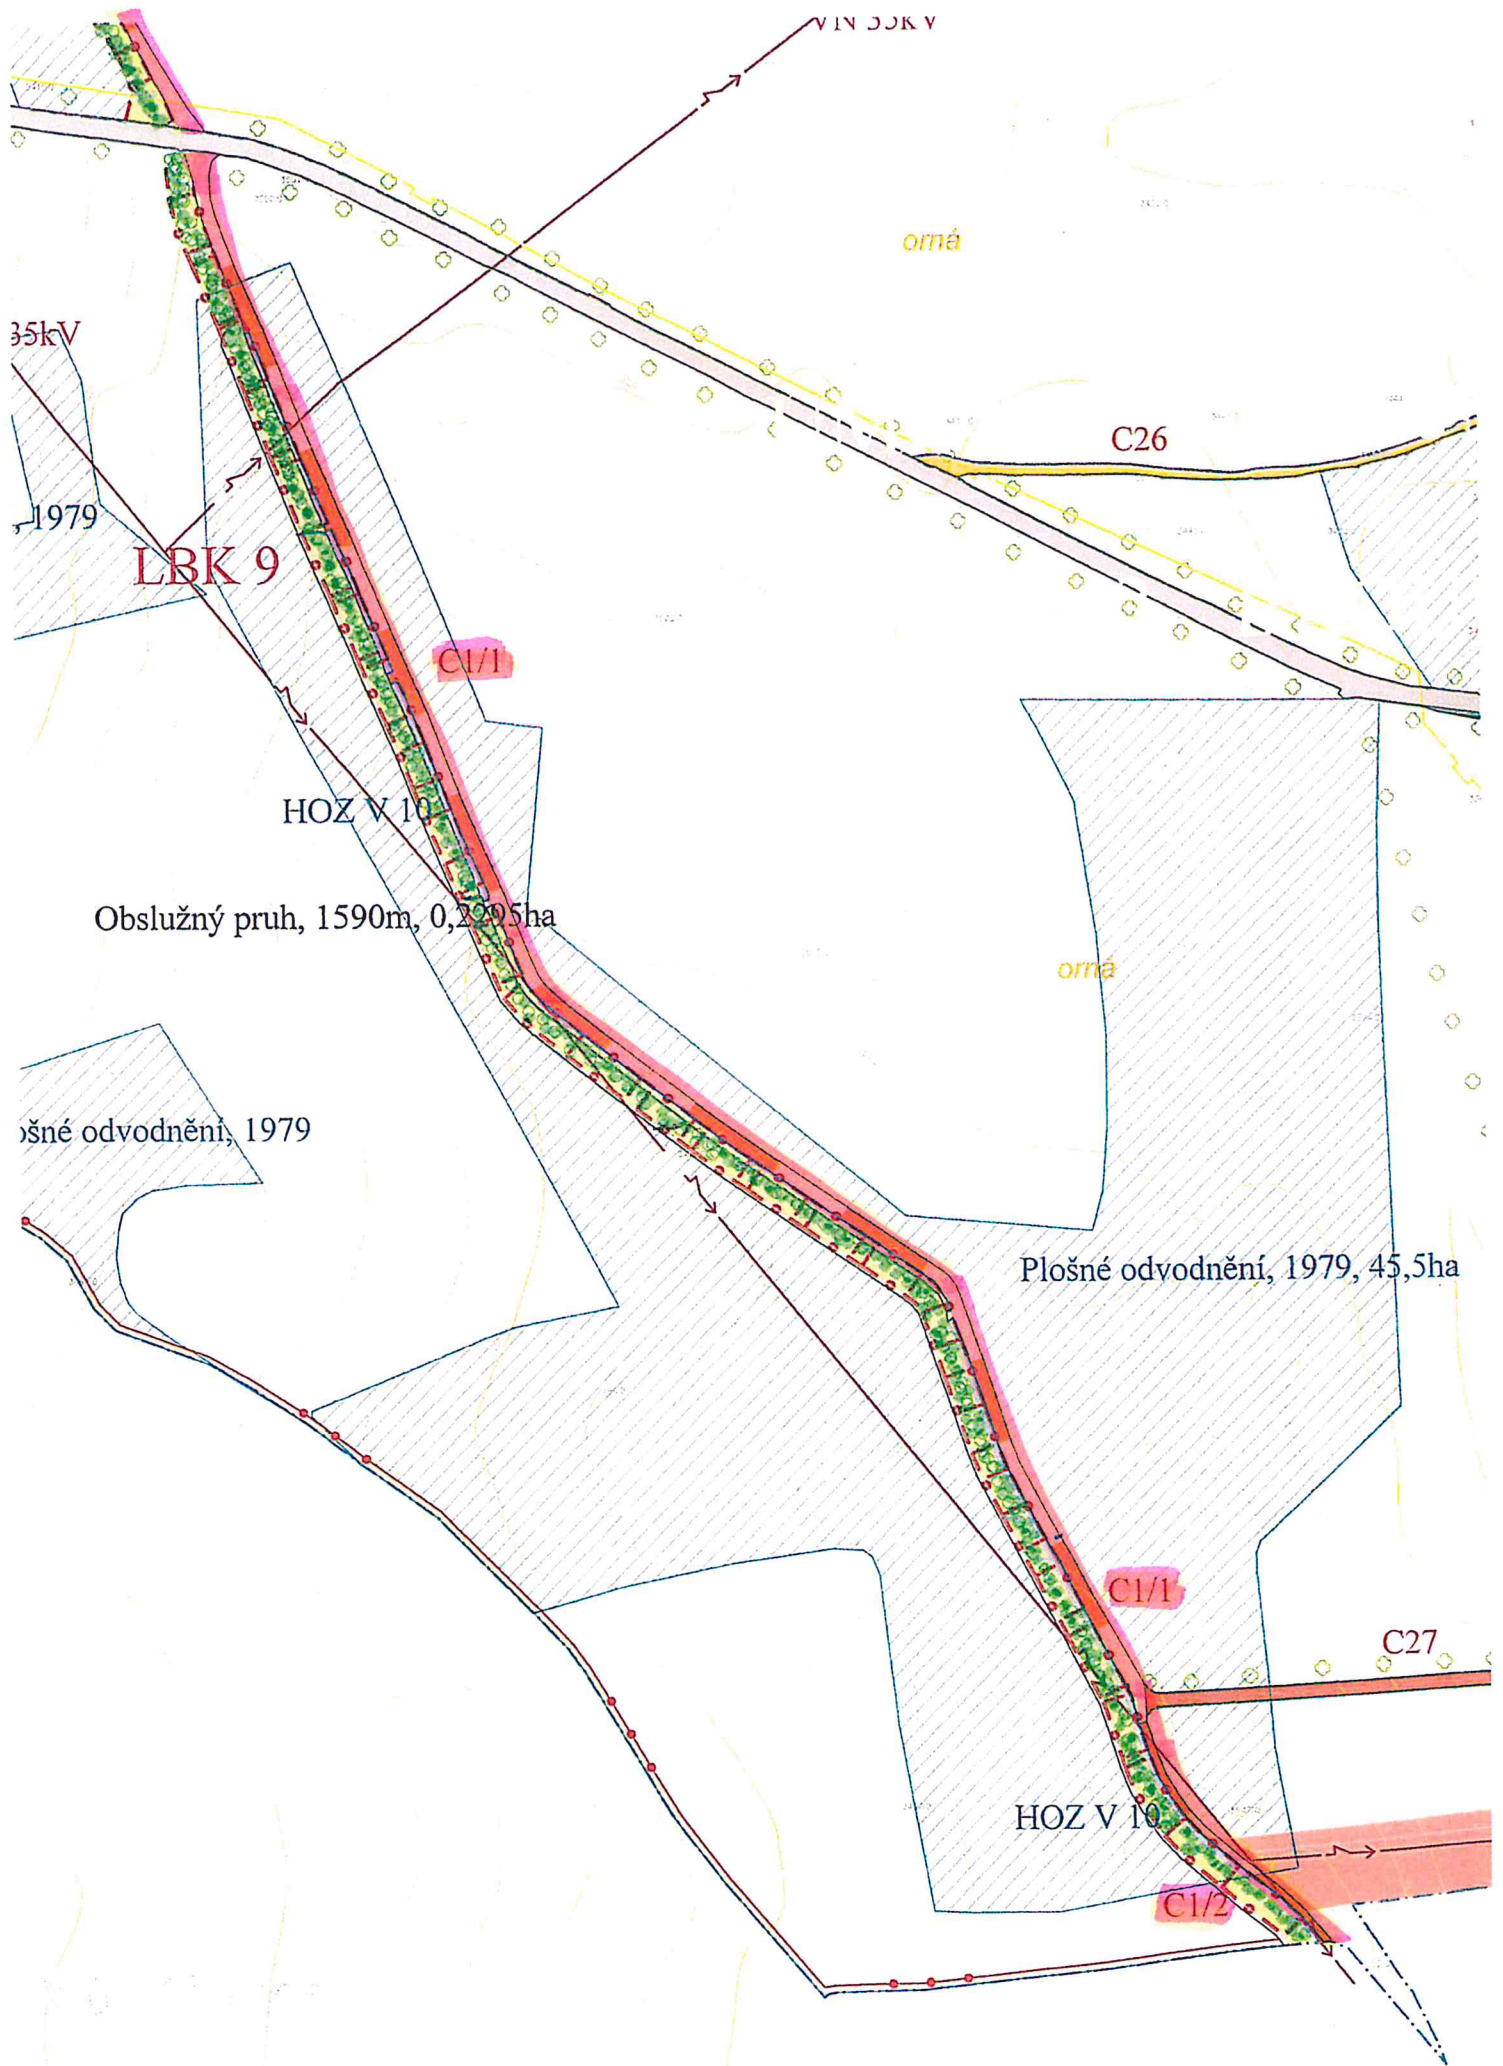 VN 35kV
orná
35kV
C26
, 1979
LBK 9
C1/1
HOZ V 10
Obslužný pruh, 1590m, 0,2295ha
orná
ošné odvodnění, 1979
Plošné odvodnění, 1979, 45,5ha
C1/1
C27
HOZ V 10
C1/2